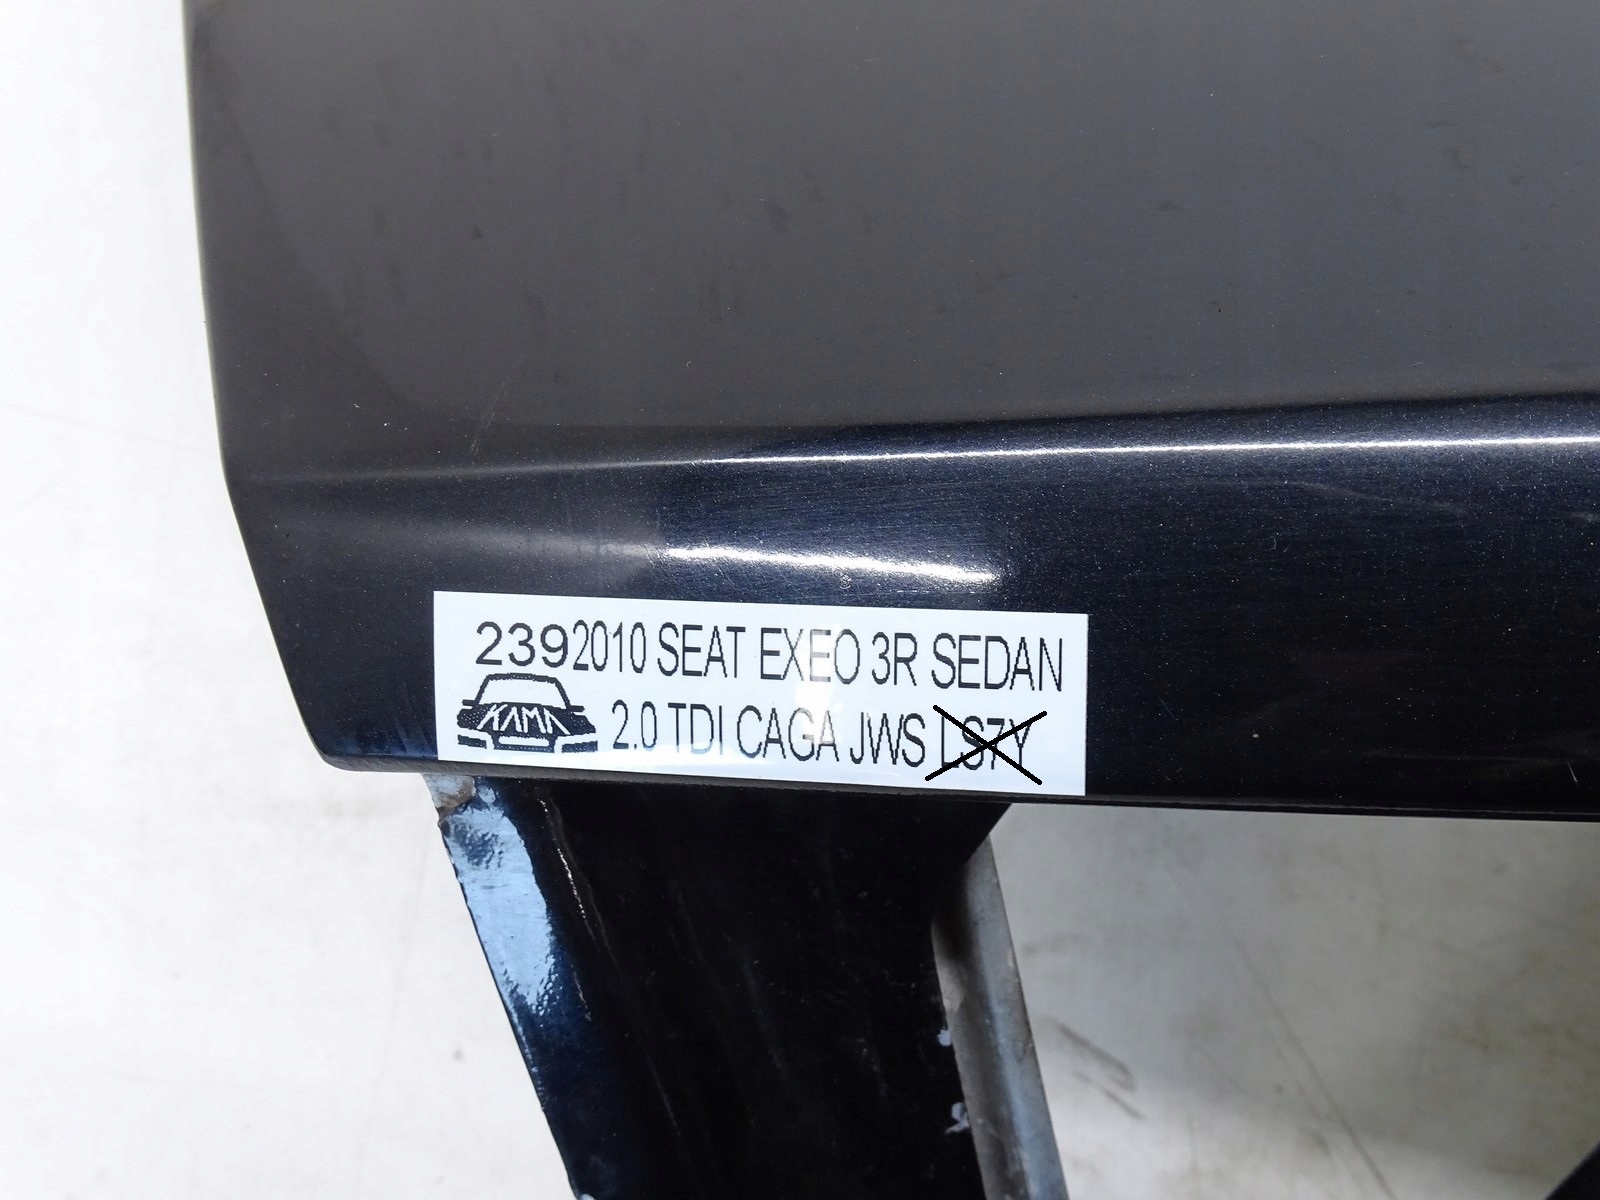 2392010 SEAT EXEO 3R SEDAN
KAMA 2.0 TDI CAGA JWS LS7Y